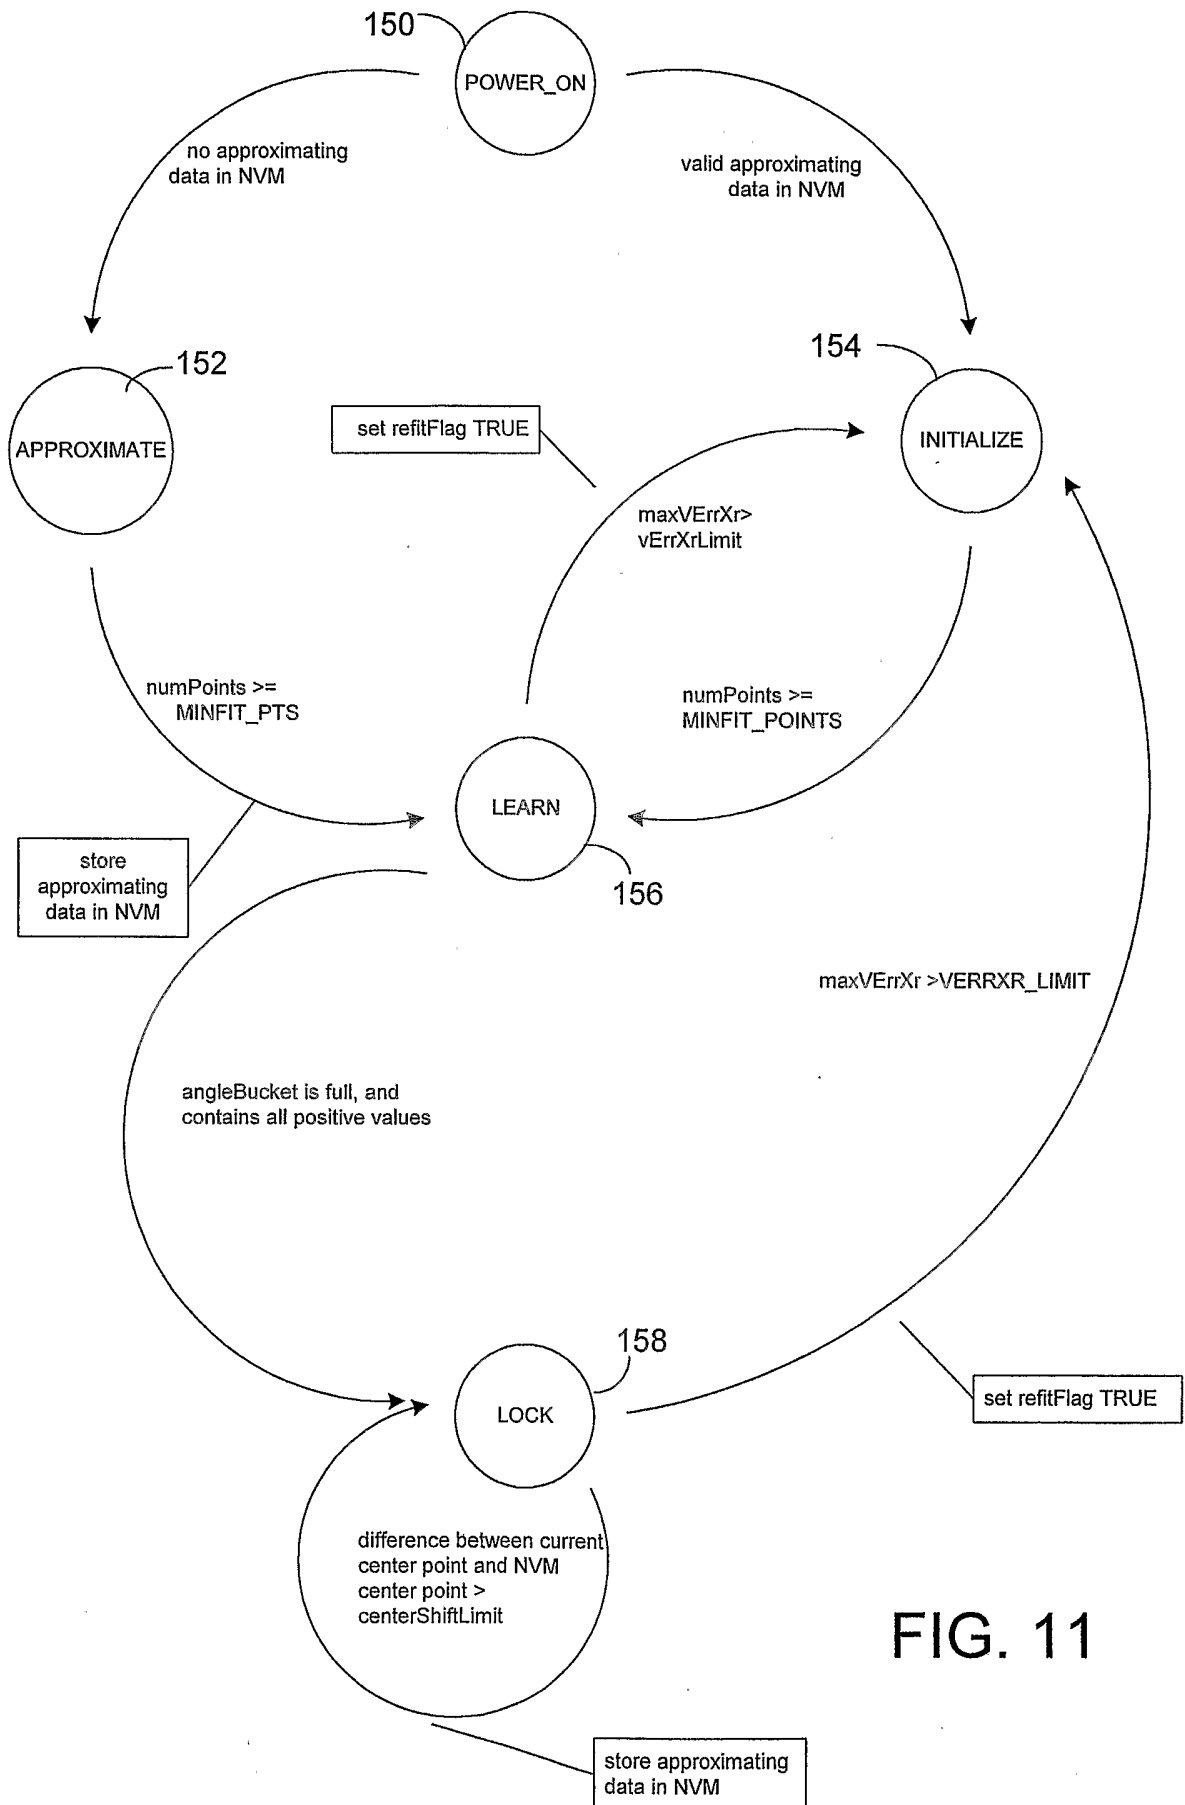 150
POWER_ON
no approximating
data in NVM
valid approximating
data in NVM
152
154
APPROXIMATE
set refitFlag TRUE
INITIALIZE
maxVErrXr>
vErrXrLimit
numPoints >=
MINFIT_PTS
numPoints >=
MINFIT_POINTS
LEARN
store
approximating
data in NVM
156
maxVErrXr >VERRXR_LIMIT
angleBucket is full, and
contains all positive values
158
LOCK
set refitFlag TRUE
difference between current
center point and NVM
center point >
centerShiftLimit
FIG. 11
store approximating
data in NVM